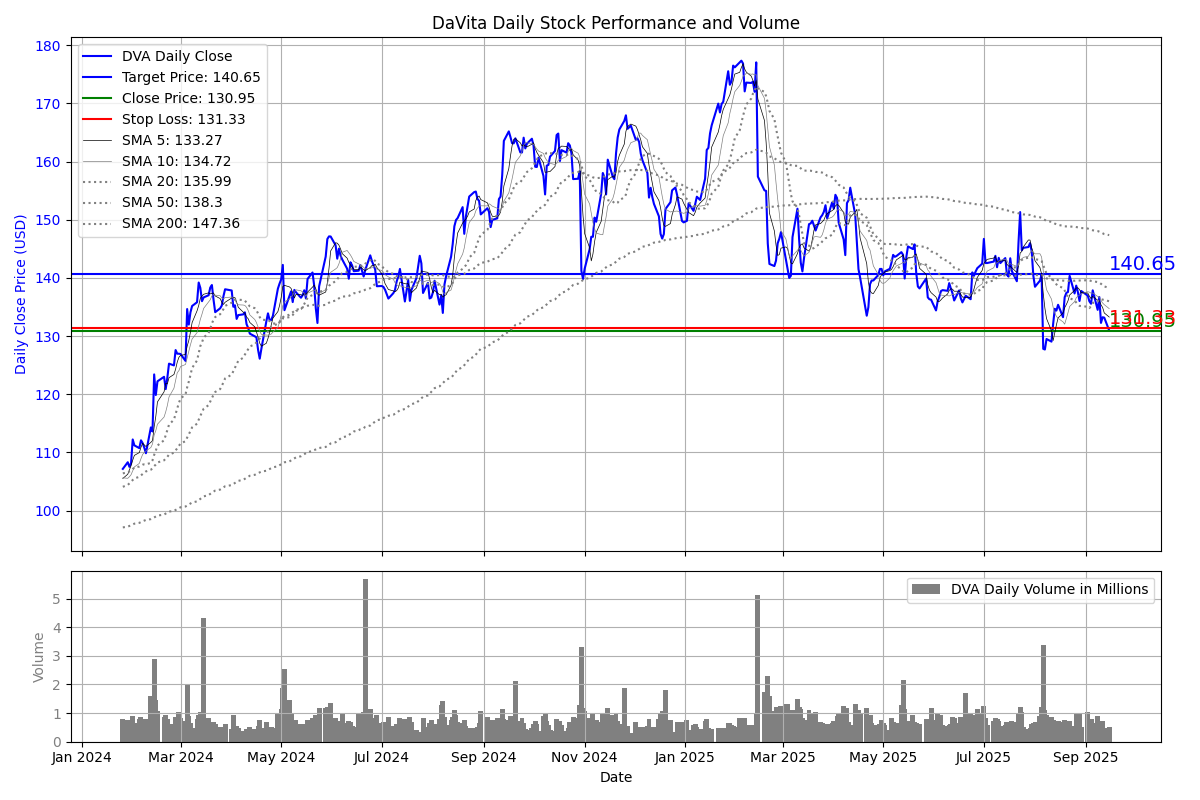 DaVita Daily Stock Performance and Volume
DVA Daily Close
Target Price: 140.65
Close Price: 130.95
Stop Loss: 131.33
SMA 5: 133.27
SMA 10: 134.72
SMA 20: 135.99
SMA 50: 138.3
SMA 200: 147.36
Daily Close Price (USD)
180
170
160
150
140
130
120
110
100
140.65
131.33
130.95
DVA Daily Volume in Millions
Volume
5
4
3
2
1
0
Jan 2024
Mar 2024
May 2024
Jul 2024
Sep 2024
Nov 2024
Jan 2025
Mar 2025
May 2025
Jul 2025
Sep 2025
Date